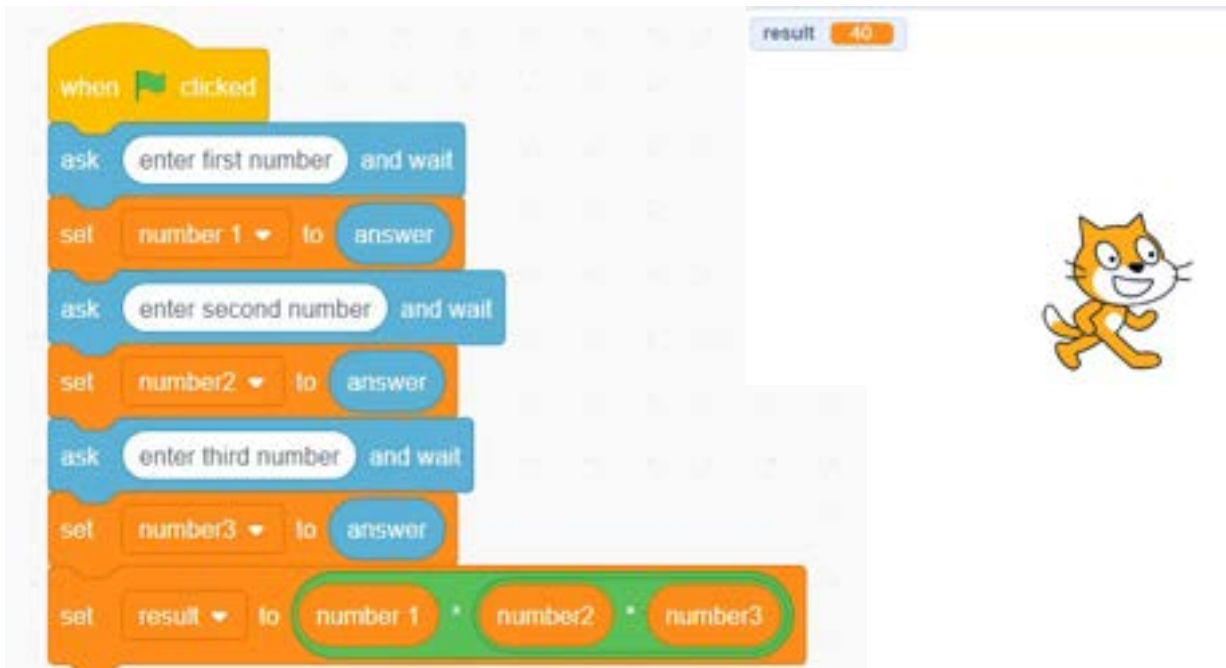 result 40
when clicked
ask enter first number and wait
set number 1 to answer
ask enter second number and wait
set number2 to answer
ask enter third number and wait
set number3 to answer
set result to number 1 * number2 * number3